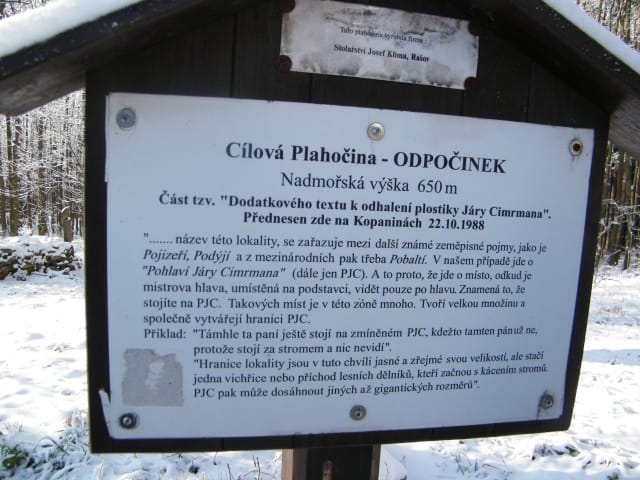 Tuto plahočinu vyrobila firma:
Stolařství Josef Klíma, Rašov
Cílová Plahočina - ODPOČINEK
Nadmořská výška 650 m
Část tzv. "Dodatkového textu k odhalení plostiky Járy Cimrmana".
Přednesen zde na Kopaninách 22.10.1988
"....... název této lokality, se zařazuje mezi další známé zeměpisné pojmy, jako je
Pojizeří, Podyjí a z mezinárodních pak třeba Pobaltí. V našem případě jde o
"Pohlaví Járy Cimrmana" (dále jen PJC). A to proto, že jde o místo, odkud je
mistrova hlava, umístěná na podstavci, vidět pouze po hlavu. Znamená to, že
stojíte na PJC. Takových míst je v této zóně mnoho. Tvoří velkou množinu a
společně vytvářejí hranici PJC.
Příklad: "Támhle ta paní ještě stojí na zmíněném PJC, kdežto tamten pán už ne,
protože stojí za stromem a nic nevidí".
"Hranice lokality jsou v tuto chvíli jasné a zřejmé svou velikostí, ale stačí
jedna vichřice nebo příchod lesních dělníků, kteří začnou s kácením stromů.
PJC pak může dosáhnout jiných až gigantických rozměrů".